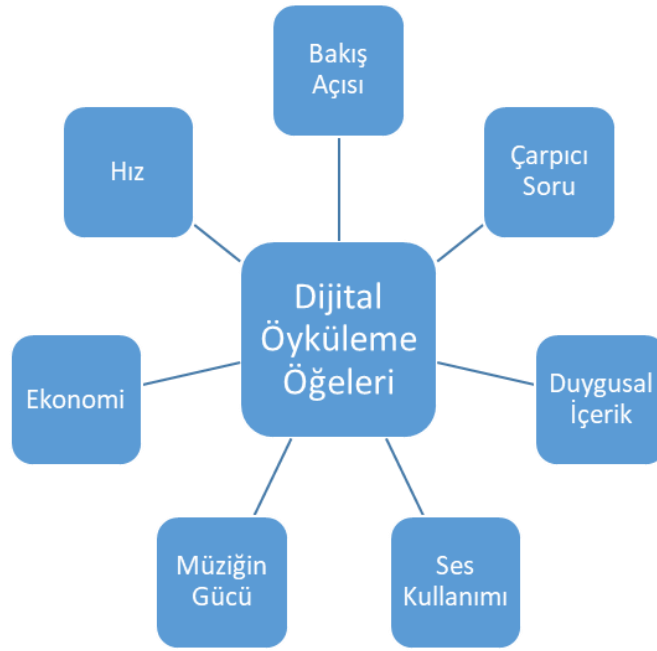 Bakış
Açısı
Çarpıcı
Soru
Duygusal
İçerik
Ses
Kullanımı
Müziğin
Gücü
Ekonomi
Hız
Dijital
Öyküleme
Öğeleri